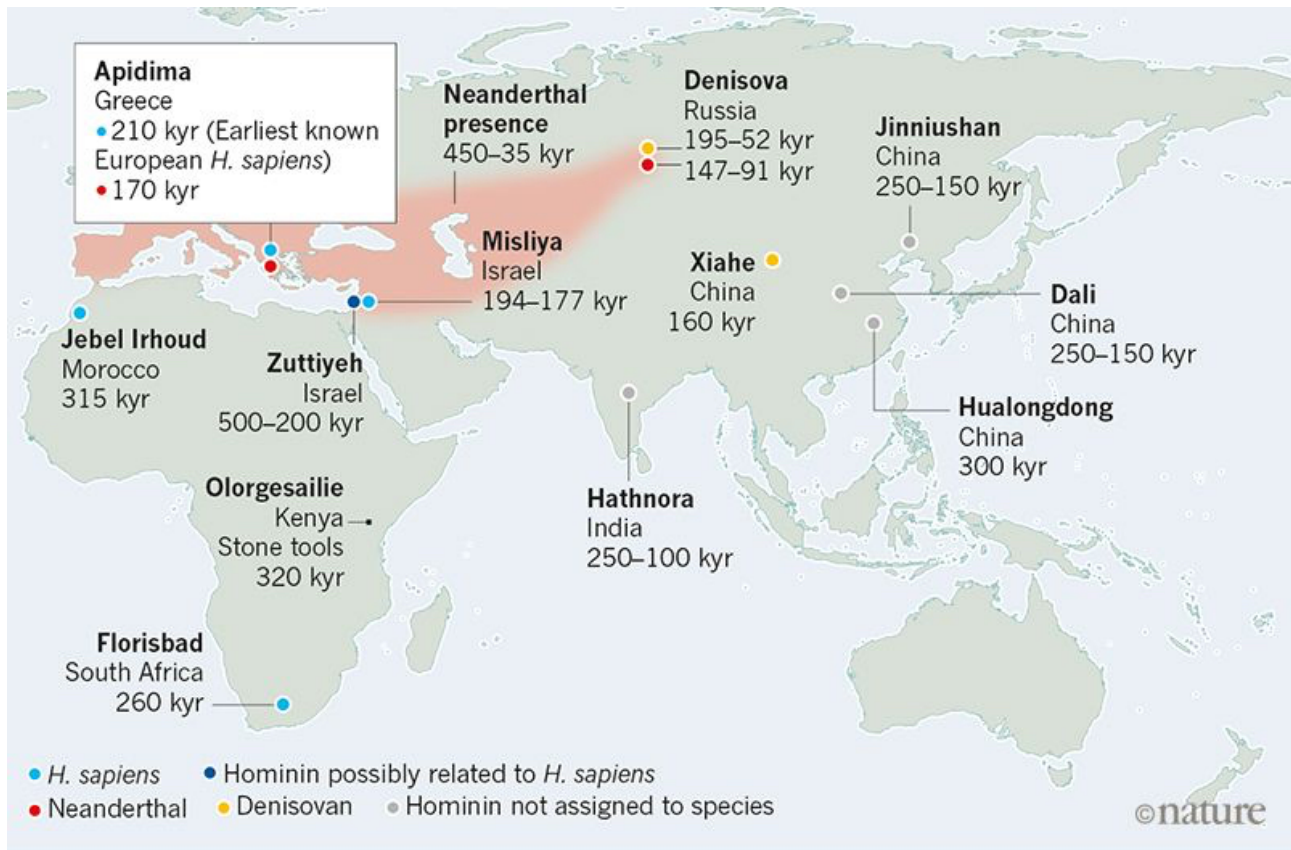 Apidima
Greece
210 kyr (Earliest known
European H. sapiens)
170 kyr
Neanderthal
presence
450–35 kyr
Denisova
Russia
195–52 kyr
147–91 kyr
Jinniushan
China
250–150 kyr
Misliya
Israel
194–177 kyr
Xiahe
China
160 kyr
Dali
China
250–150 kyr
Jebel Irhoud
Morocco
315 kyr
Zuttiyeh
Israel
500–200 kyr
Hualongdong
China
300 kyr
Olorgesailie
Kenya
Stone tools
320 kyr
Hathnora
India
250–100 kyr
Florisbad
South Africa
260 kyr
H. sapiens
Hominin possibly related to H. sapiens
Neanderthal
Denisovan
Hominin not assigned to species
©nature